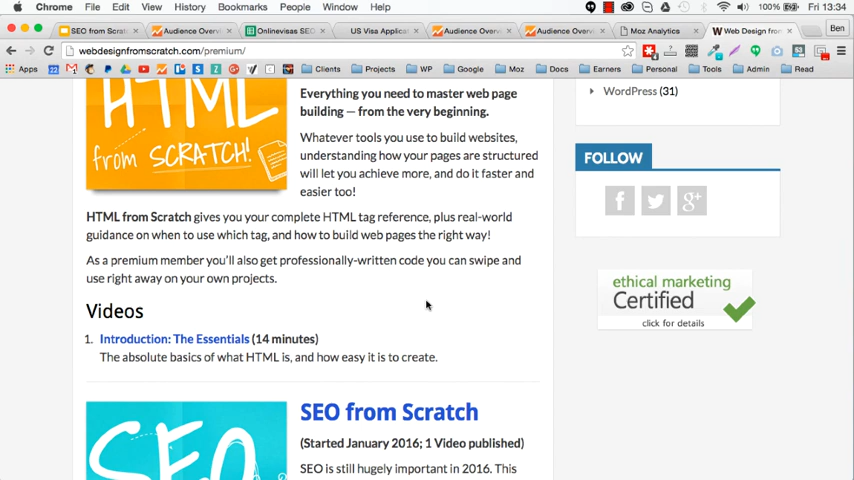 Chrome File Edit View History Bookmarks People Window Help 100% Fri 13:34
SEO from Scrat Audience Overv Onlinevisas SEO US Visa Applica Audience Overv Audience Overv Moz Analytics Web Design from Ben
webdesignfromscratch.com/premium/
Apps 22 Clients Projects WP Google Moz Docs Earners Personal Tools Admin Read
HTML
from SCRATCH!
Everything you need to master web page
building — from the very beginning.
Whatever tools you use to build websites,
understanding how your pages are structured
will let you achieve more, and do it faster and
easier too!
HTML from Scratch gives you your complete HTML tag reference, plus real-world
guidance on when to use which tag, and how to build web pages the right way!
As a premium member you'll also get professionally-written code you can swipe and
use right away on your own projects.
Videos
1. Introduction: The Essentials (14 minutes)
The absolute basics of what HTML is, and how easy it is to create.
SEO
SEO from Scratch
(Started January 2016; 1 Video published)
SEO is still hugely important in 2016. This
WordPress (31)
FOLLOW
f
g+
ethical marketing
Certified
click for details